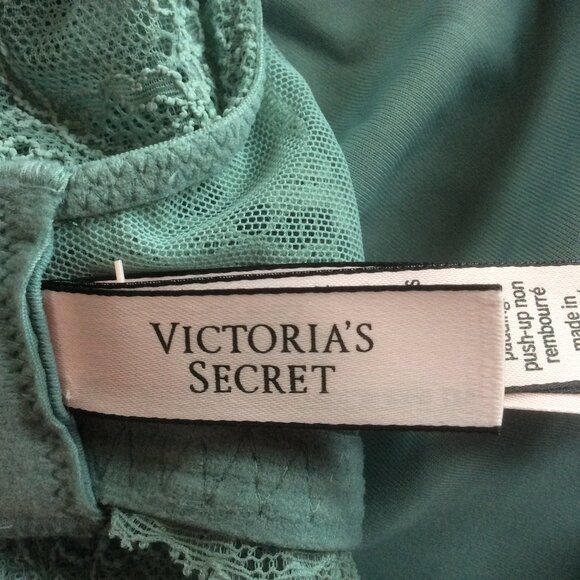 VICTORIA'S
SECRET
push-up non
rembourré
made in